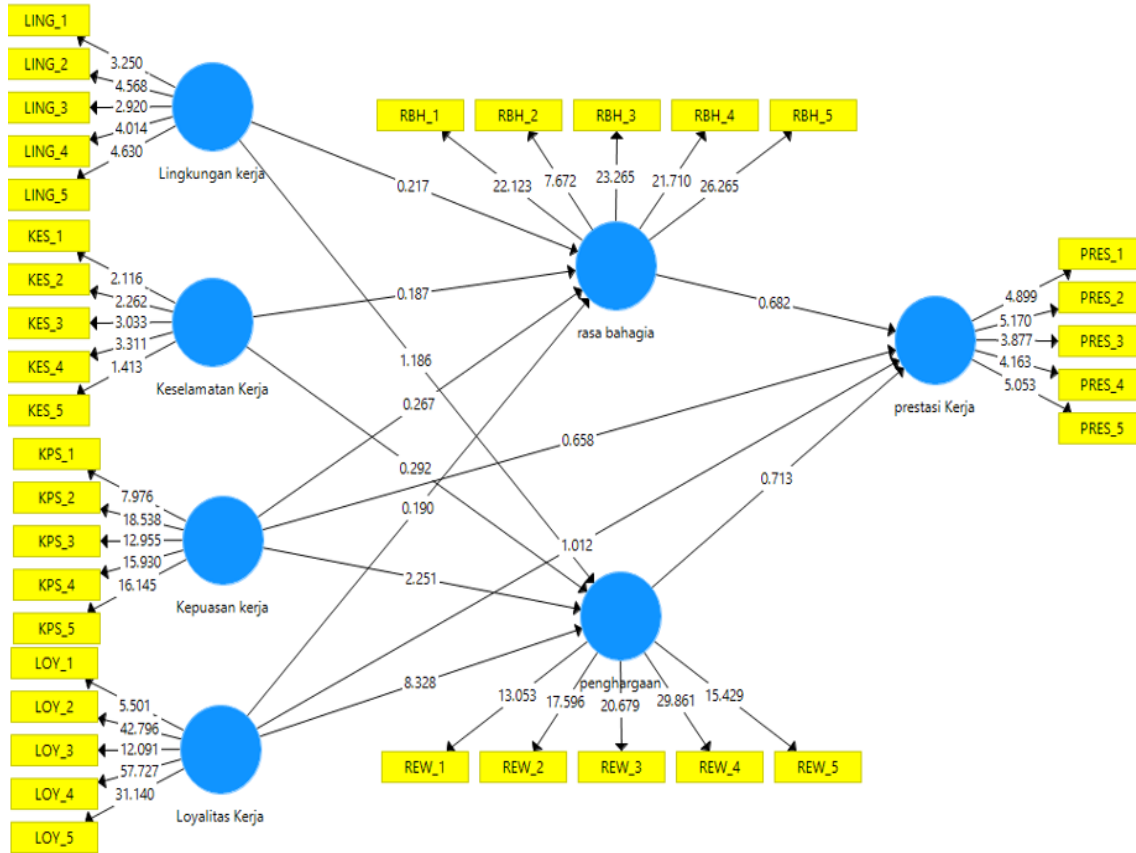 LING_1
LING_2
LING_3
LING_4
LING_5
3.250
4.568
2.920
4.014
4.630
Lingkungan kerja
KES_1
KES_2
KES_3
KES_4
KES_5
2.116
2.262
3.033
3.311
1.413
Keselamatan Kerja
KPS_1
KPS_2
KPS_3
KPS_4
KPS_5
7.976
18.538
12.955
15.930
16.145
Kepuasan kerja
LOY_1
LOY_2
LOY_3
LOY_4
LOY_5
5.501
42.796
12.091
57.727
31.140
Loyalitas Kerja
0.217
0.187
1.186
0.267
0.292
0.190
0.658
1.012
2.251
8.328
RBH_1
RBH_2
RBH_3
RBH_4
RBH_5
22.123
7.672
23.265
21.710
26.265
rasa bahagia
0.682
0.713
penghargaan
13.053
17.596
20.679
29.861
15.429
REW_1
REW_2
REW_3
REW_4
REW_5
prestasi Kerja
4.899
5.170
3.877
4.163
5.053
PRES_1
PRES_2
PRES_3
PRES_4
PRES_5